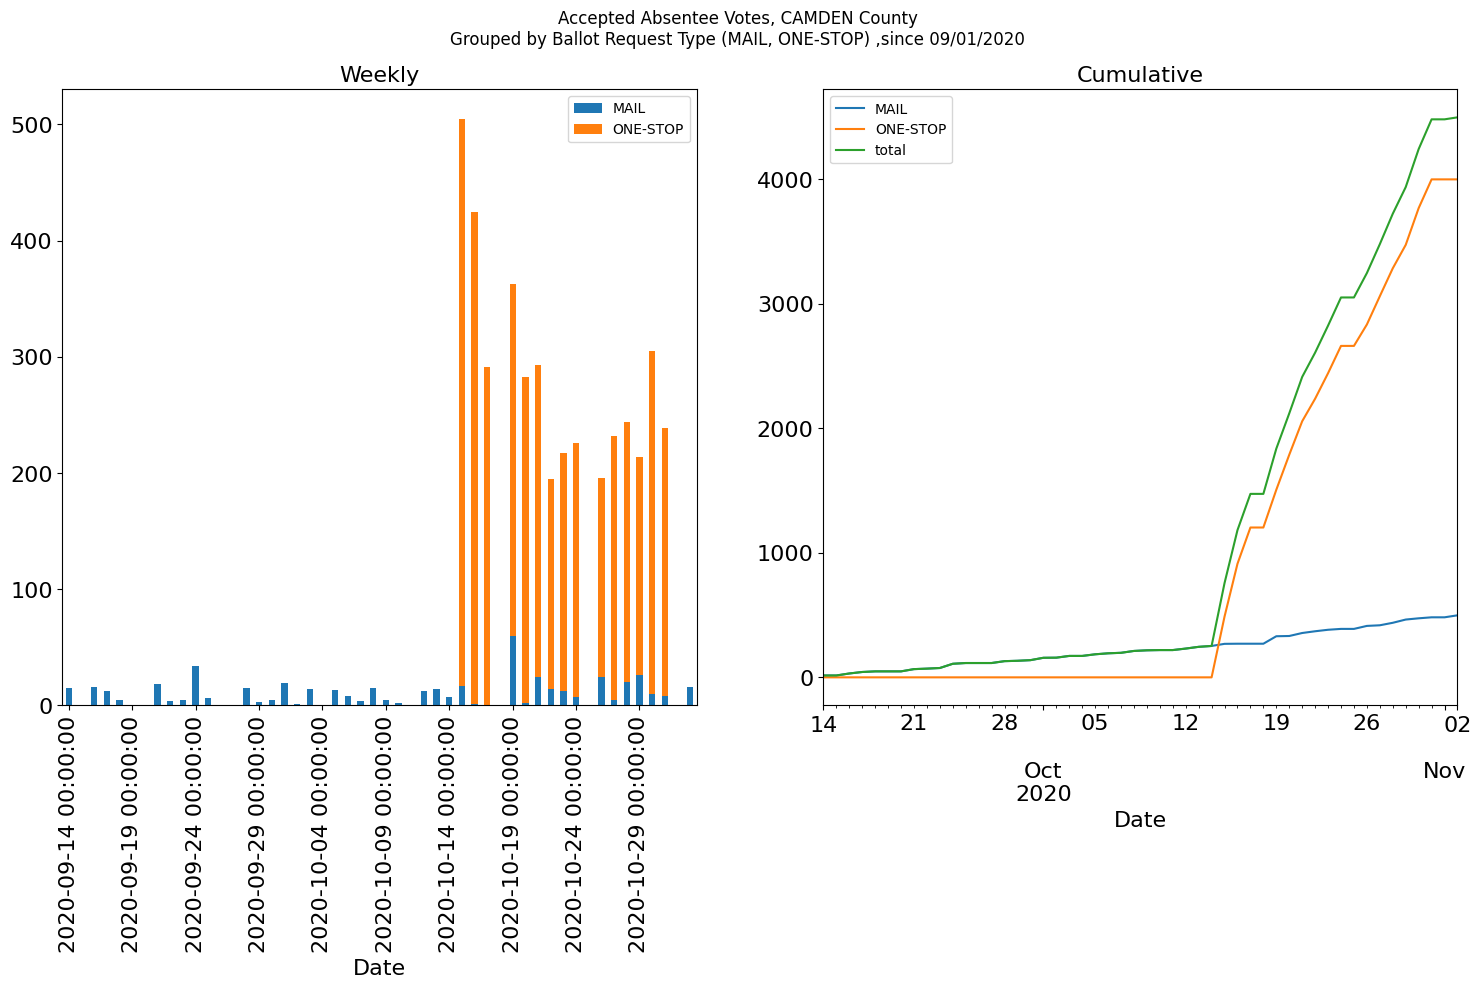 Accepted Absentee Votes, CAMDEN County
Grouped by Ballot Request Type (MAIL, ONE-STOP) ,since 09/01/2020
Weekly
MAIL
ONE-STOP
500
400
300
200
100
0
2020-09-14 00:00:00
2020-09-19 00:00:00
2020-09-24 00:00:00
2020-09-29 00:00:00
2020-10-04 00:00:00
2020-10-09 00:00:00
2020-10-14 00:00:00
2020-10-19 00:00:00
2020-10-24 00:00:00
2020-10-29 00:00:00
Date
Cumulative
MAIL
ONE-STOP
total
4000
3000
2000
1000
0
14 21 28 05 12 19 26 02
Oct Nov
2020
Date